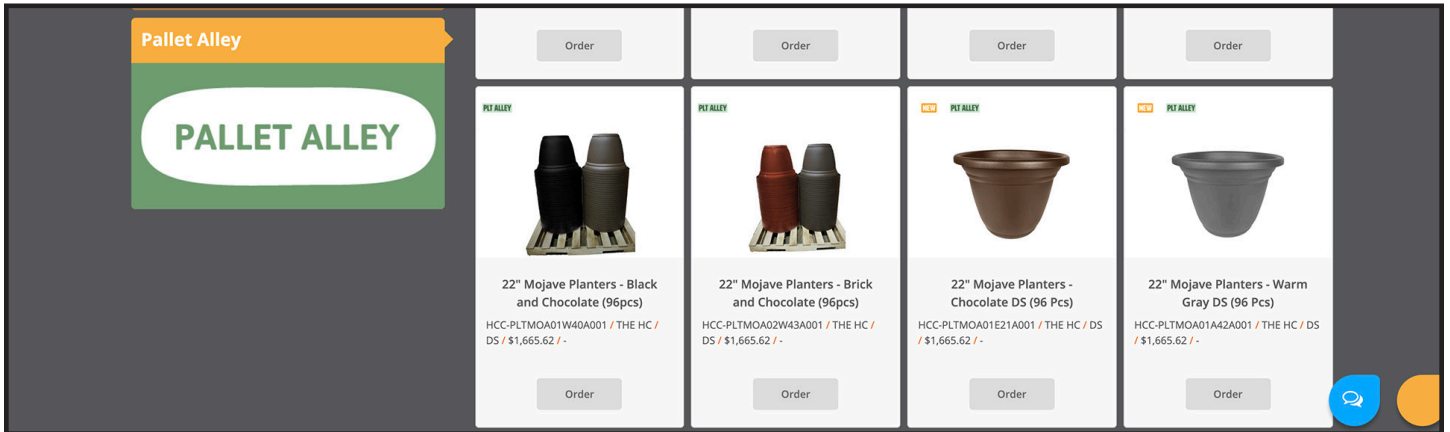 Pallet Alley
PALLET ALLEY
Order
Order
Order
Order
PLT ALLEY
22" Mojave Planters - Black
and Chocolate (96pcs)
HCC-PLTMOA01W40A001 / THE HC /
DS / $1,665.62 / -
Order
PLT ALLEY
22" Mojave Planters - Brick
and Chocolate (96pcs)
HCC-PLTMOA02W43A001 / THE HC /
DS / $1,665.62 / -
Order
NEW PLT ALLEY
22" Mojave Planters -
Chocolate DS (96 Pcs)
HCC-PLTMOA01E21A001 / THE HC / DS
/ $1,665.62 / -
Order
NEW PLT ALLEY
22" Mojave Planters - Warm
Gray DS (96 Pcs)
HCC-PLTMOA01A42A001 / THE HC / DS
/ $1,665.62 / -
Order